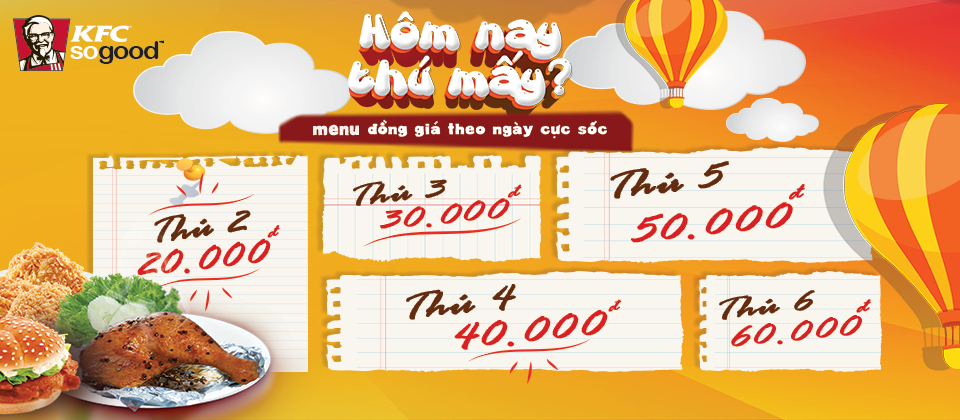 KFC
so good™
Hôm nay
thứ mấy?
menu đồng giá theo ngày cực sốc
Thứ 2
20.000đ
Thứ 3
30.000đ
Thứ 5
50.000đ
Thứ 4
40.000đ
Thứ 6
60.000đ